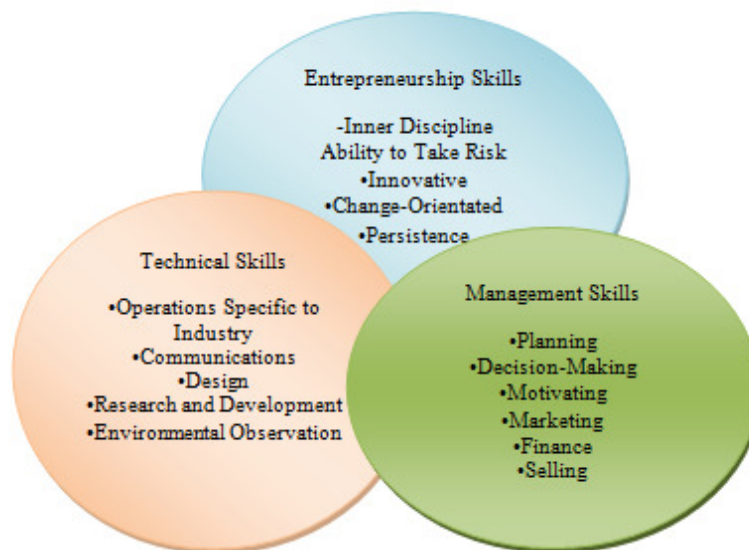 Entrepreneurship Skills
-Inner Discipline
Ability to Take Risk
•Innovative
•Change-Orientated
•Persistence
Technical Skills
•Operations Specific to
Industry
•Communications
•Design
•Research and Development
•Environmental Observation
Management Skills
•Planning
•Decision-Making
•Motivating
•Marketing
•Finance
•Selling